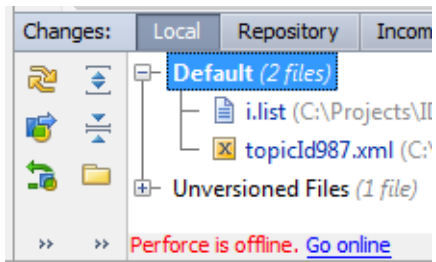 Changes: Local Repository Incom
Default (2 files)
i.list (C:\Projects\ID
topicId987.xml (C:\
Unversioned Files (1 file)
Perforce is offline. Go online